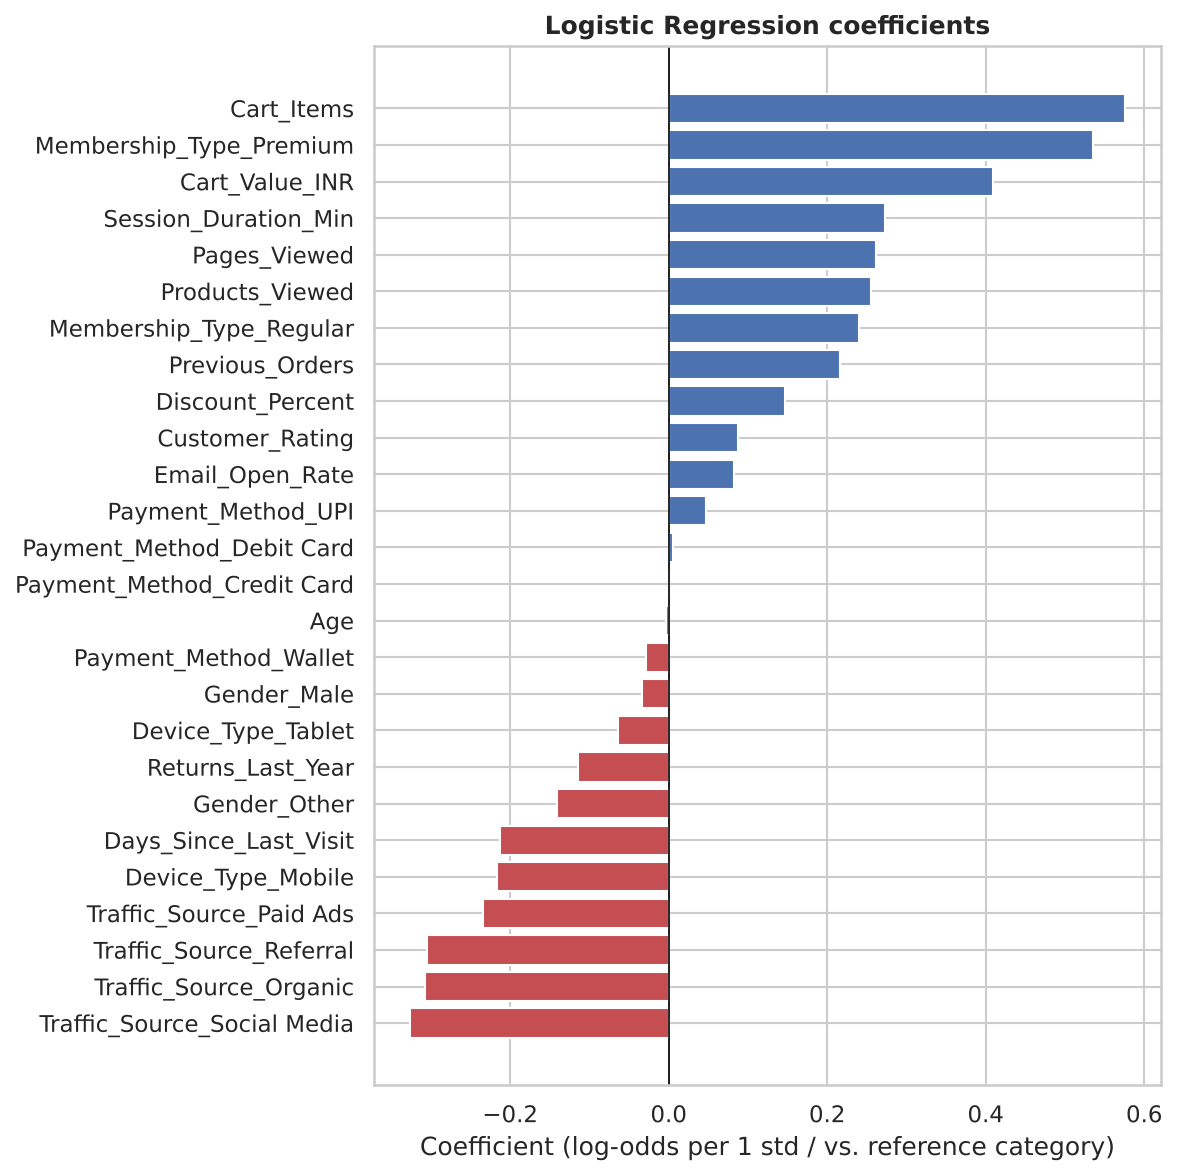 Logistic Regression coefficients
Cart_Items
Membership_Type_Premium
Cart_Value_INR
Session_Duration_Min
Pages_Viewed
Products_Viewed
Membership_Type_Regular
Previous_Orders
Discount_Percent
Customer_Rating
Email_Open_Rate
Payment_Method_UPI
Payment_Method_Debit Card
Payment_Method_Credit Card
Age
Payment_Method_Wallet
Gender_Male
Device_Type_Tablet
Returns_Last_Year
Gender_Other
Days_Since_Last_Visit
Device_Type_Mobile
Traffic_Source_Paid Ads
Traffic_Source_Referral
Traffic_Source_Organic
Traffic_Source_Social Media
−0.2 0.0 0.2 0.4 0.6
Coefficient (log-odds per 1 std / vs. reference category)